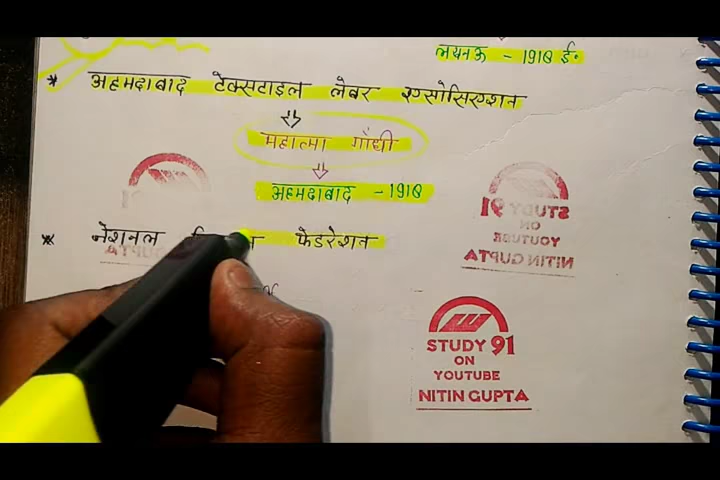 लखनऊ - 1918 ई॰
* अहमदाबाद टेक्सटाइल लेबर एसोसिएशन
महात्मा गाँधी
अहमदाबाद - 1918
* नेशनल फेडरेशन
STUDY 91
ON
YOUTUBE
NITIN GUPTA
STUDY 91
ON
YOUTUBE
NITIN GUPTA